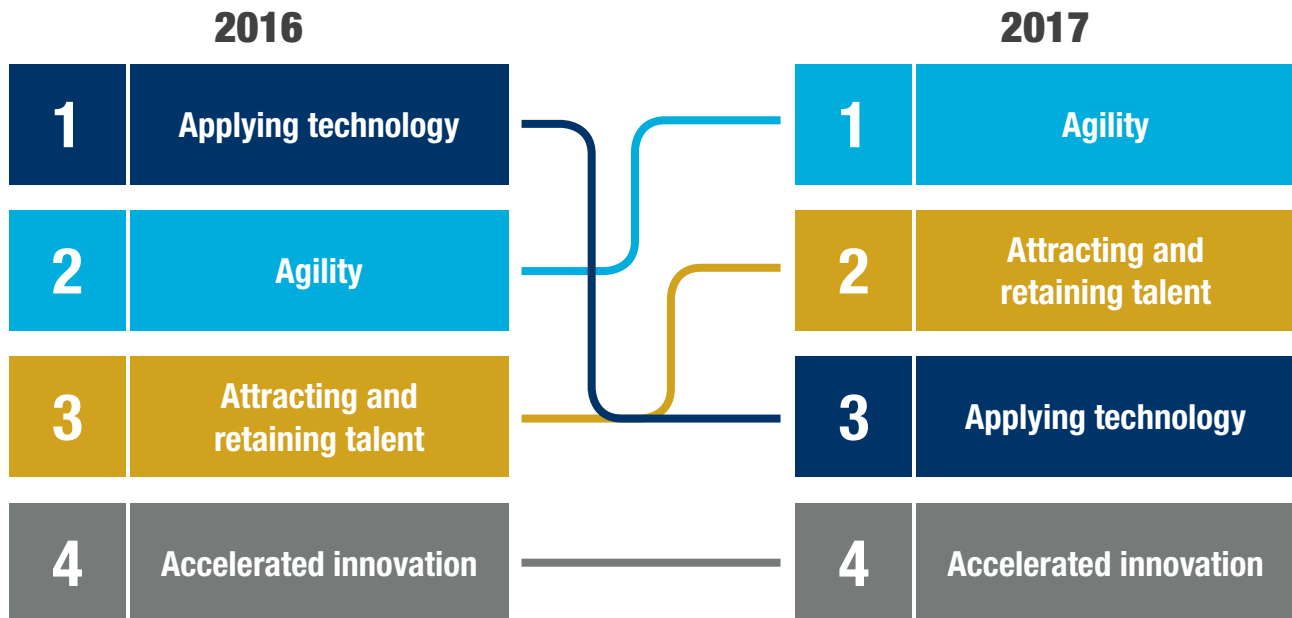 2016
1
Applying technology
2
Agility
3
Attracting and
retaining talent
4
Accelerated innovation
2017
1
Agility
2
Attracting and
retaining talent
3
Applying technology
4
Accelerated innovation